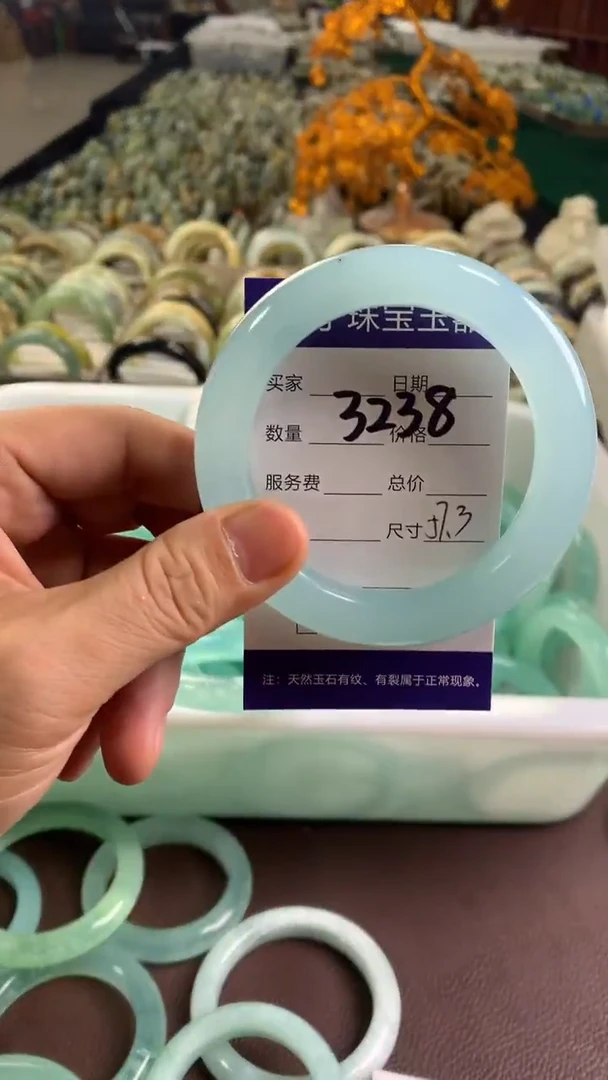 珠宝玉器
买家 日期
3238
数量 价格
服务费 总价
尺寸 57.3
注：天然玉石有纹、有裂属于正常现象。